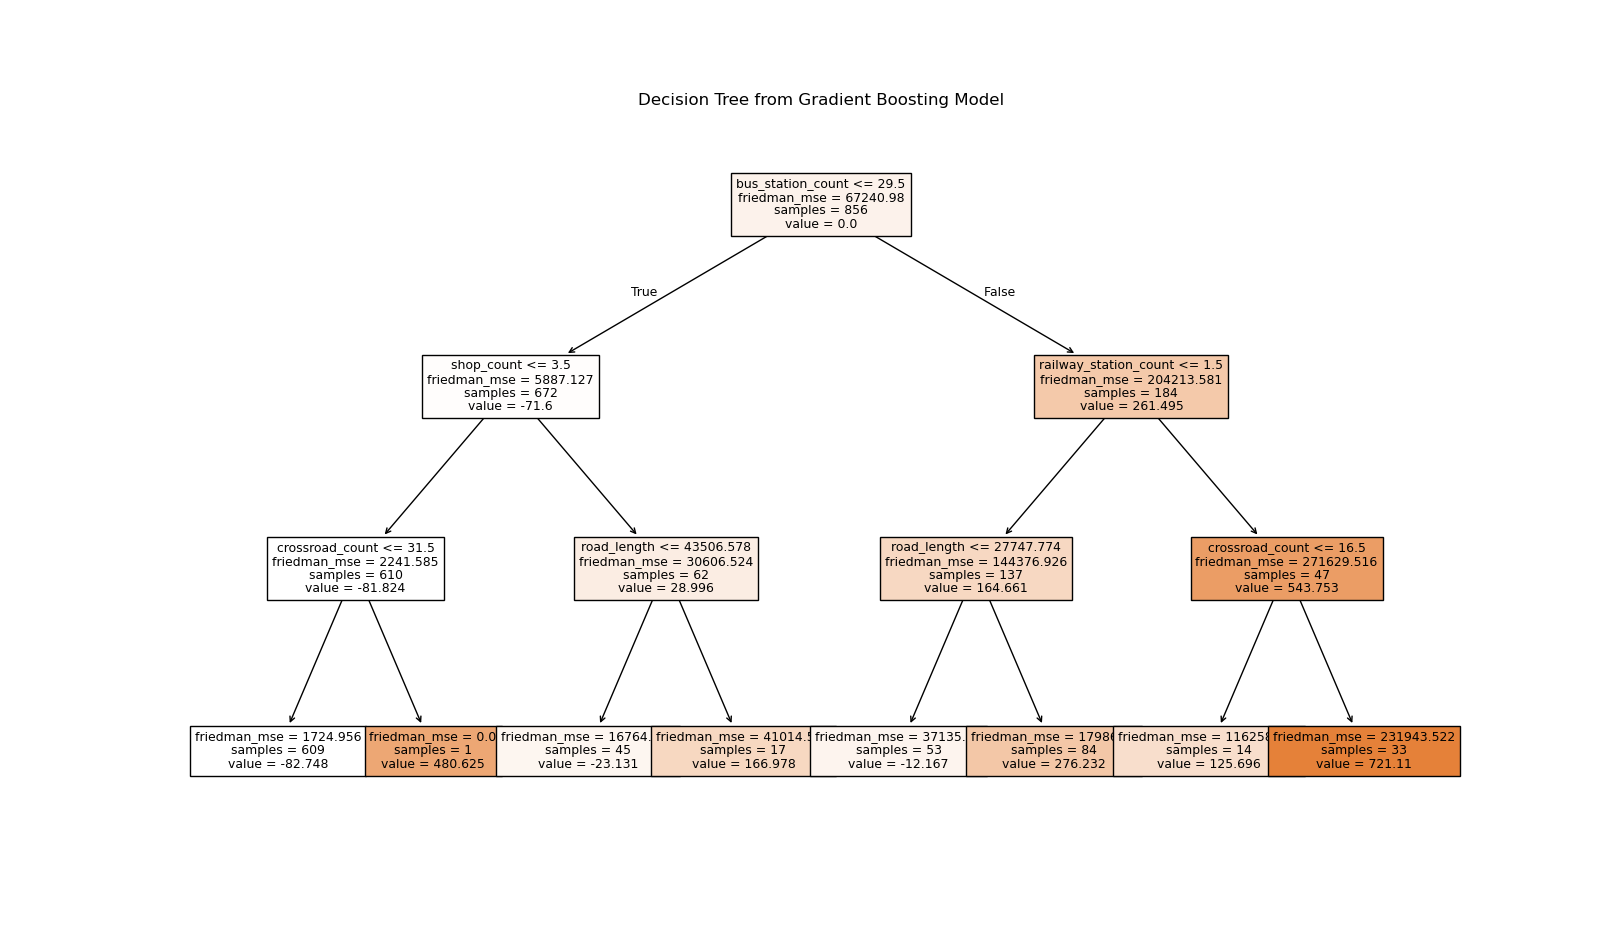 Decision Tree from Gradient Boosting Model
bus_station_count <= 29.5
friedman_mse = 67240.98
samples = 856
value = 0.0
True
False
shop_count <= 3.5
friedman_mse = 5887.127
samples = 672
value = -71.6
railway_station_count <= 1.5
friedman_mse = 204213.581
samples = 184
value = 261.495
crossroad_count <= 31.5
friedman_mse = 2241.585
samples = 610
value = -81.824
road_length <= 43506.578
friedman_mse = 30606.524
samples = 62
value = 28.996
road_length <= 27747.774
friedman_mse = 144376.926
samples = 137
value = 164.661
crossroad_count <= 16.5
friedman_mse = 271629.516
samples = 47
value = 543.753
friedman_mse = 1724.956
samples = 609
value = -82.748
friedman_mse = 0.0
samples = 1
value = 480.625
friedman_mse = 16764.
samples = 45
value = -23.131
friedman_mse = 41014.5
samples = 17
value = 166.978
friedman_mse = 37135.
samples = 53
value = -12.167
friedman_mse = 1798
samples = 84
value = 276.232
friedman_mse = 116258
samples = 14
value = 125.696
friedman_mse = 231943.522
samples = 33
value = 721.11